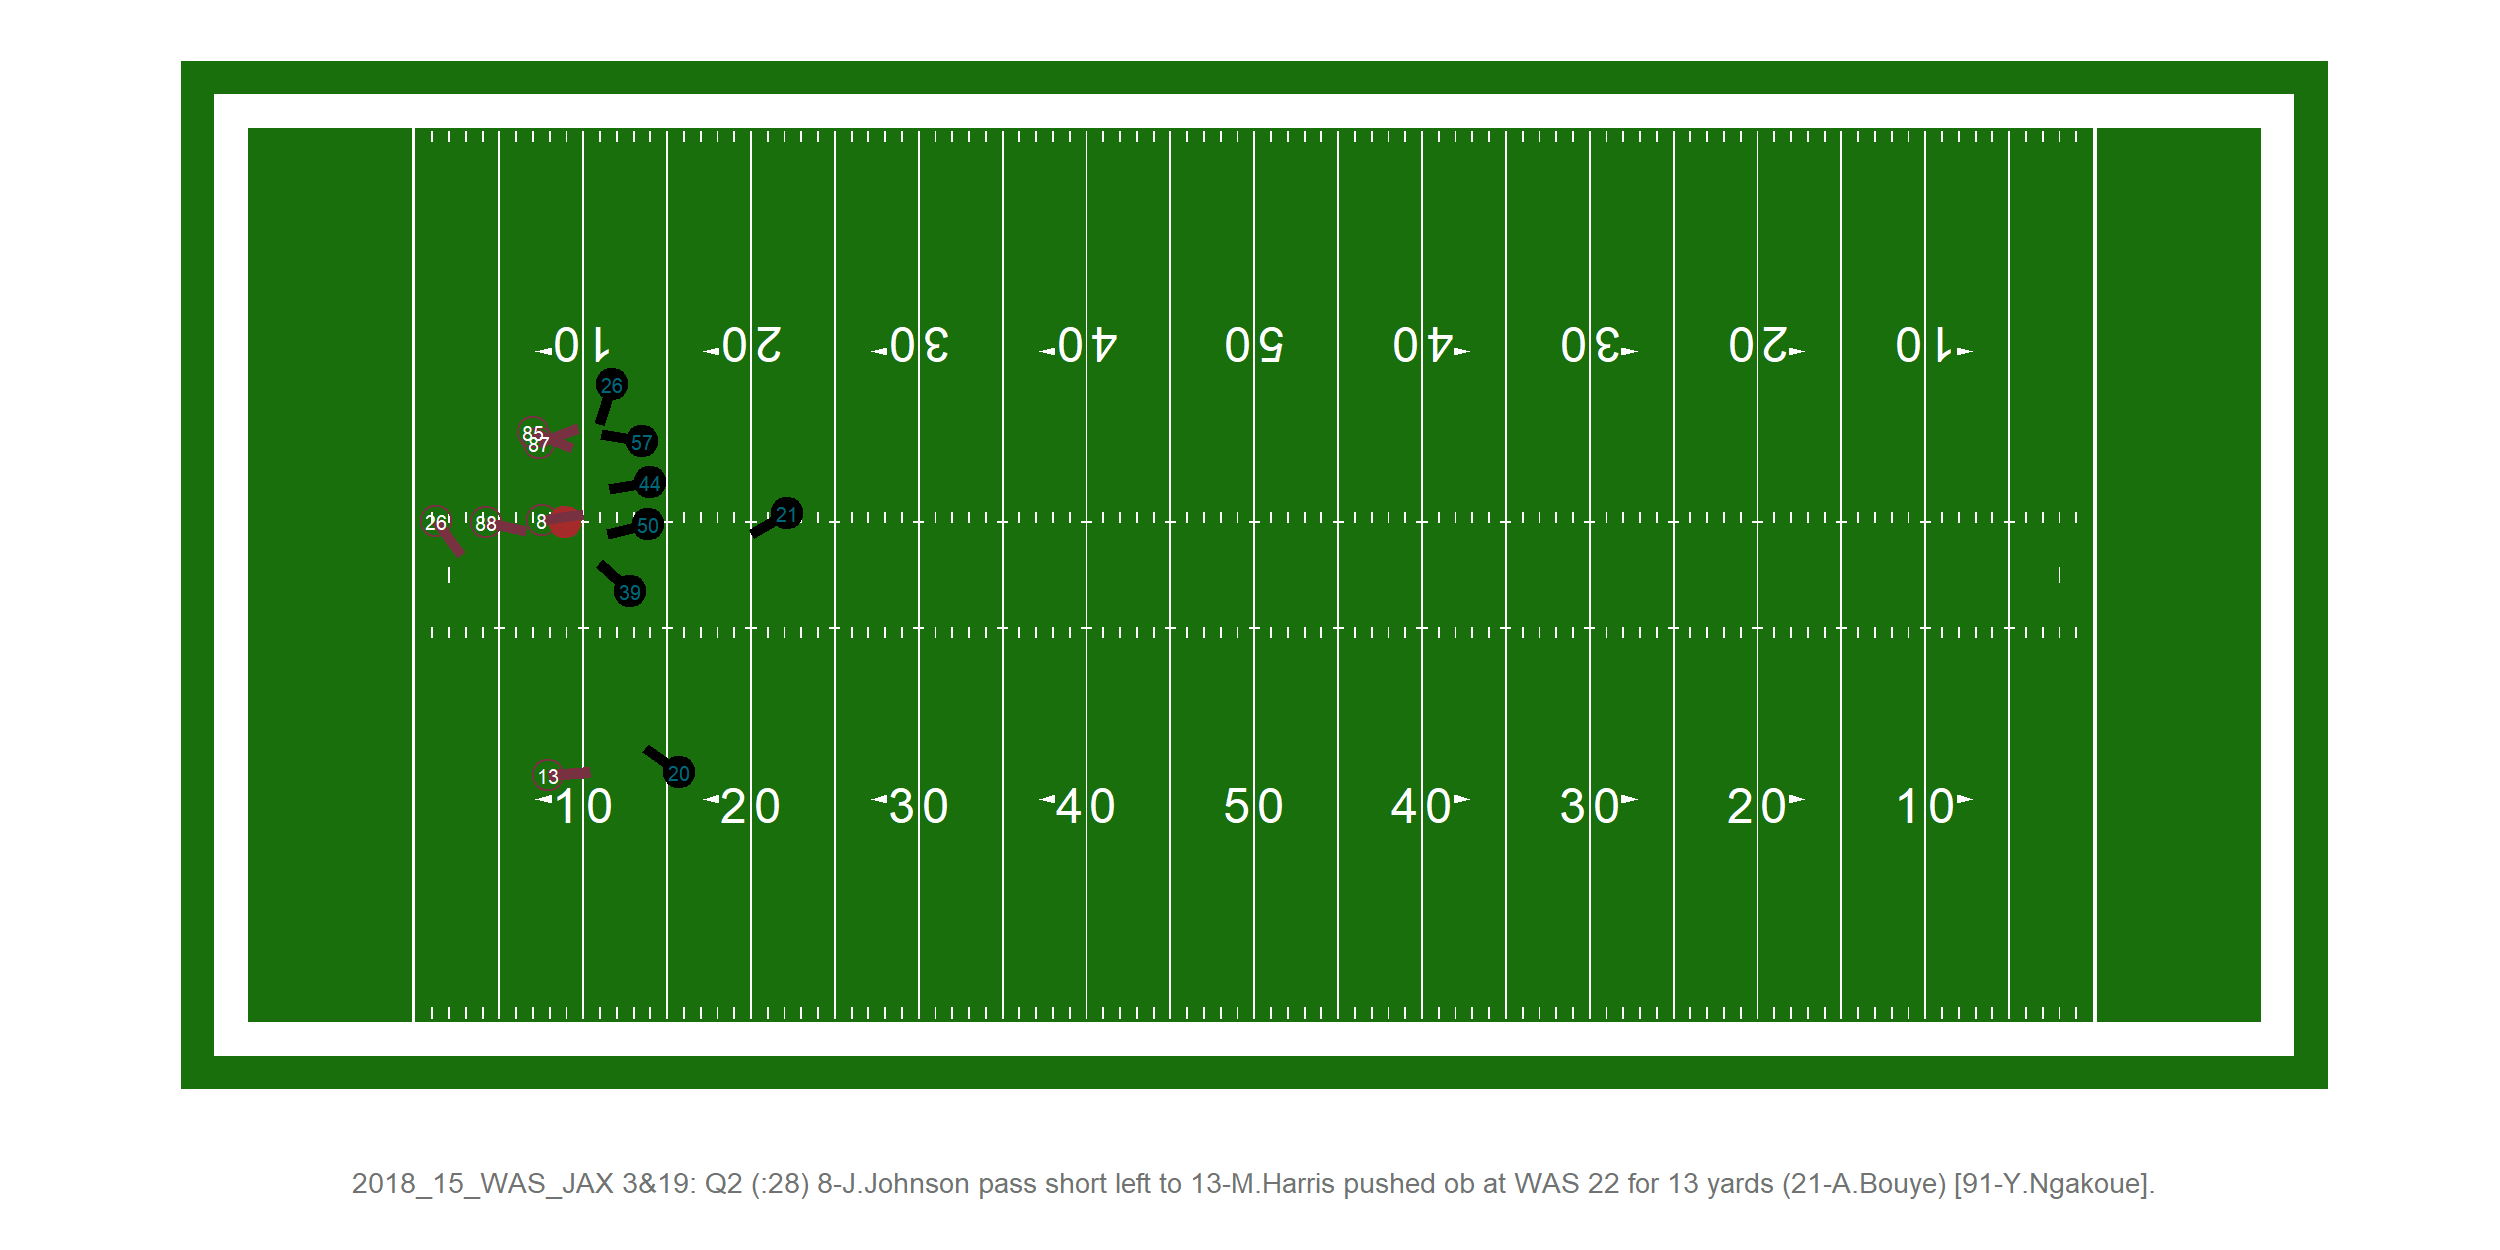 10 20 30 40 50 40 30 20 10
26
85
57
87
44
21
26 88 8 50
39
13 20
10 20 30 40 50 40 30 20 10
2018_15_WAS_JAX 3&19: Q2 (:28) 8-J.Johnson pass short left to 13-M.Harris pushed ob at WAS 22 for 13 yards (21-A.Bouye) [91-Y.Ngakoue].